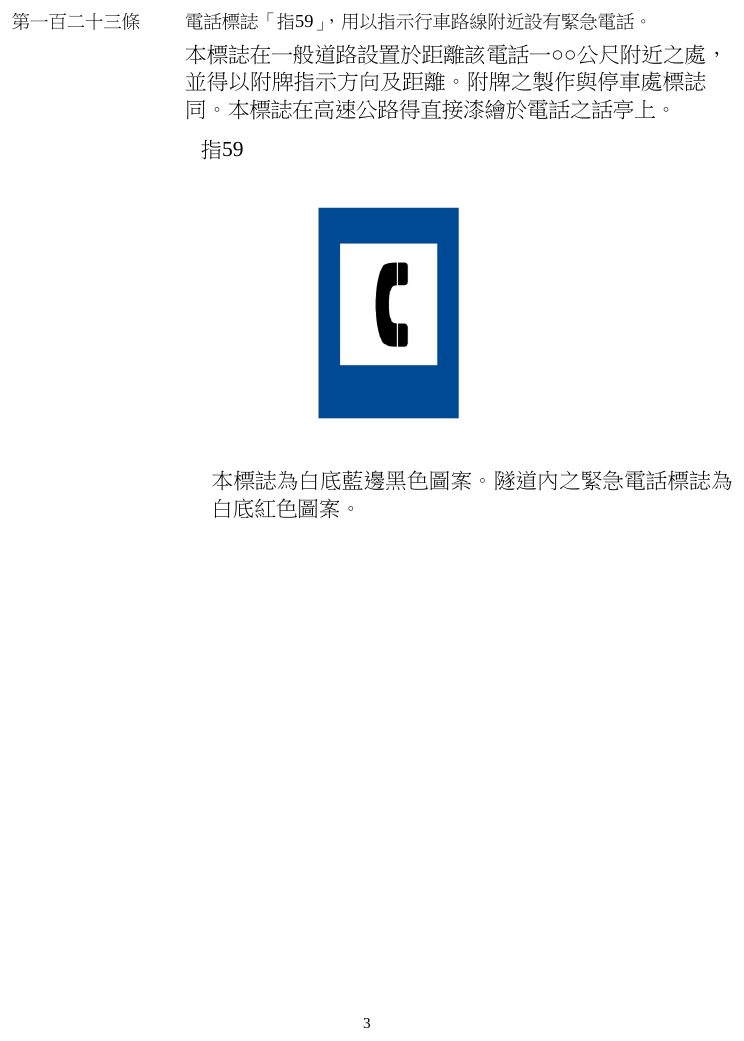 第一百二十三條　　電話標誌「指59」，用以指示行車路線附近設有緊急電話。
本標誌在一般道路設置於距離該電話一○○公尺附近之處，
並得以附牌指示方向及距離。附牌之製作與停車處標誌
同。本標誌在高速公路得直接漆繪於電話之話亭上。
指59
本標誌為白底藍邊黑色圖案。隧道內之緊急電話標誌為
白底紅色圖案。
3